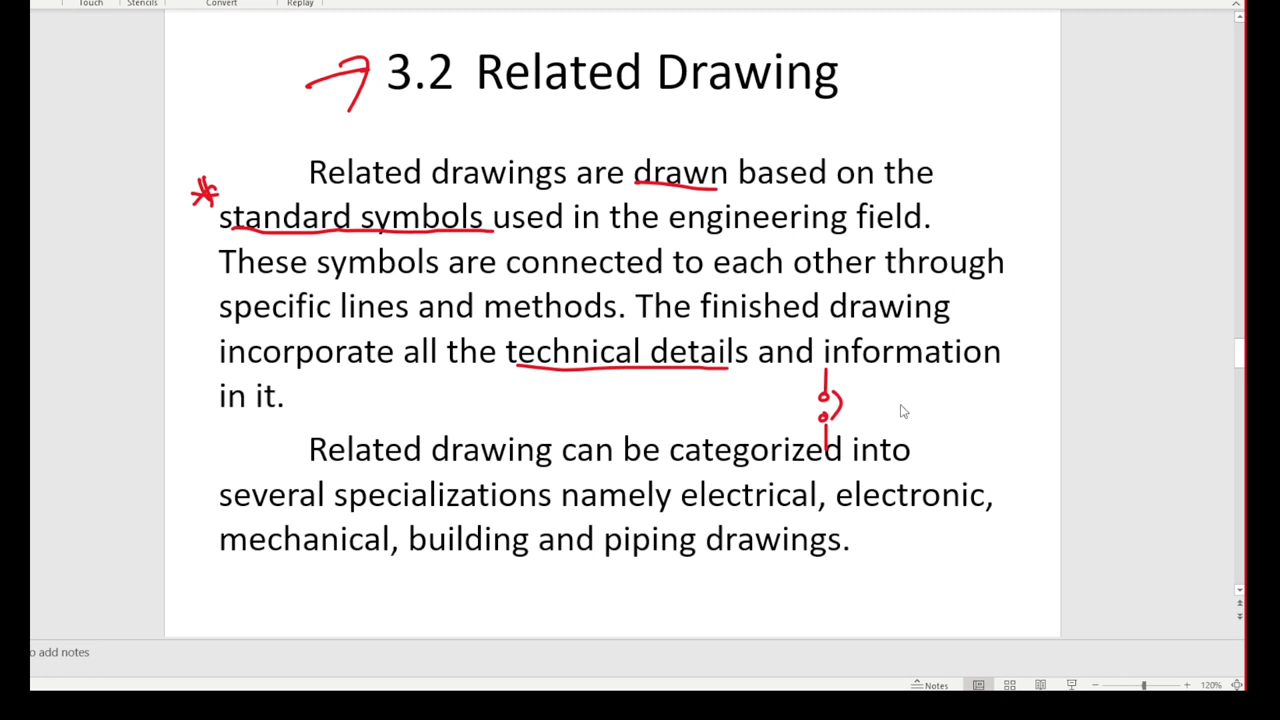 Touch Stencils Convert Replay
3.2 Related Drawing
Related drawings are drawn based on the
standard symbols used in the engineering field.
These symbols are connected to each other through
specific lines and methods. The finished drawing
incorporate all the technical details and information
in it.
Related drawing can be categorized into
several specializations namely electrical, electronic,
mechanical, building and piping drawings.
o add notes
Notes 120%